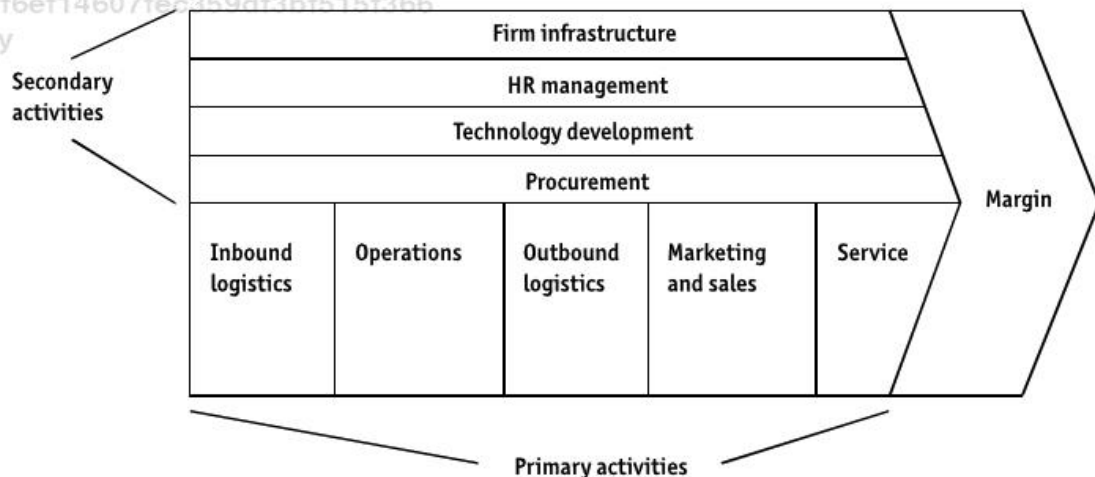 Firm infrastructure
HR management
Secondary
activities
Technology development
Procurement
Margin
Inbound
logistics
Operations
Outbound
logistics
Marketing
and sales
Service
Primary activities